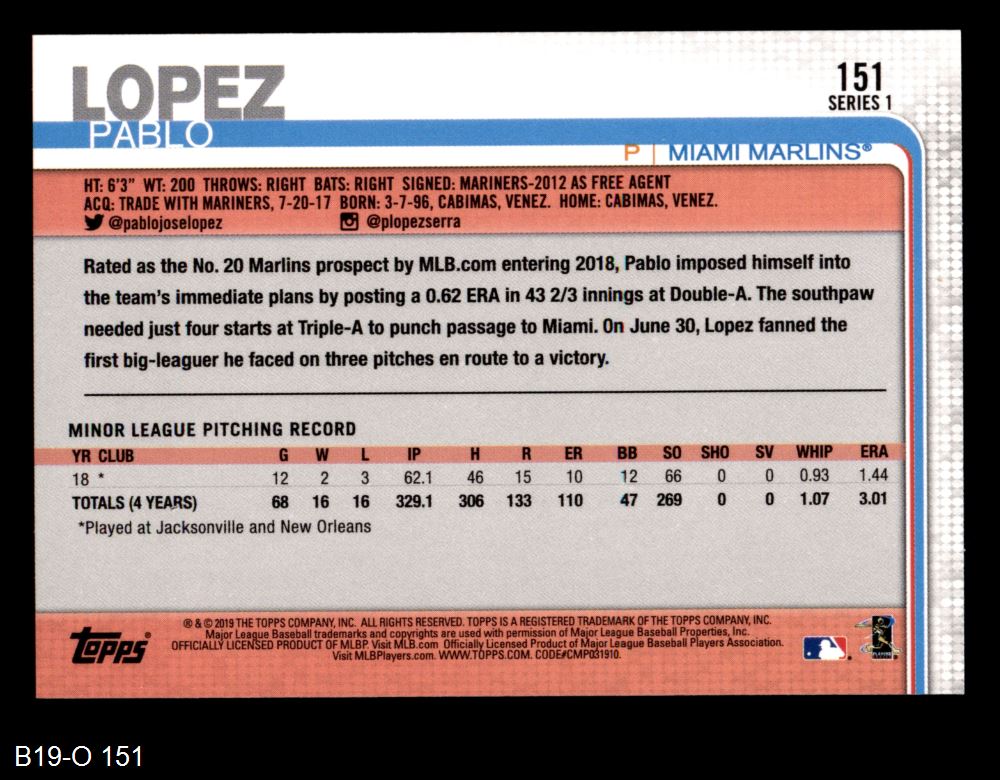 LOPEZ
PABLO
151
SERIES 1
P | MIAMI MARLINS®
HT: 6'3" WT: 200 THROWS: RIGHT BATS: RIGHT SIGNED: MARINERS-2012 AS FREE AGENT
ACQ: TRADE WITH MARINERS, 7-20-17 BORN: 3-7-96, CABIMAS, VENEZ. HOME: CABIMAS, VENEZ.
@pablojoselopez @plopezserra
Rated as the No. 20 Marlins prospect by MLB.com entering 2018, Pablo imposed himself into
the team's immediate plans by posting a 0.62 ERA in 43 2/3 innings at Double-A. The southpaw
needed just four starts at Triple-A to punch passage to Miami. On June 30, Lopez fanned the
first big-leaguer he faced on three pitches en route to a victory.
MINOR LEAGUE PITCHING RECORD
YR CLUB G W L IP H R ER BB SO SHO SV WHIP ERA
18 * 12 2 3 62.1 46 15 10 12 66 0 0 0.93 1.44
TOTALS (4 YEARS) 68 16 16 329.1 306 133 110 47 269 0 0 1.07 3.01
*Played at Jacksonville and New Orleans
Topps®
® & © 2019 THE TOPPS COMPANY, INC. ALL RIGHTS RESERVED. TOPPS IS A REGISTERED TRADEMARK OF THE TOPPS COMPANY, INC.
Major League Baseball trademarks and copyrights are used with permission of Major League Baseball Properties, Inc.
OFFICIALLY LICENSED PRODUCT OF MLBP. Visit MLB.com Officially Licensed Product of Major League Baseball Players Association.
Visit MLBPlayers.com. WWW.TOPPS.COM. CODE#CMP031910.
B19-O 151